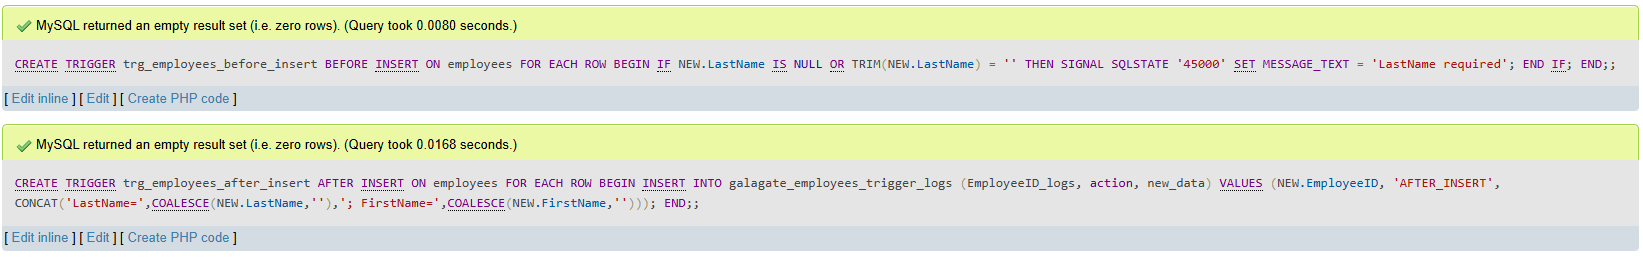 MySQL returned an empty result set (i.e. zero rows). (Query took 0.0080 seconds.)
CREATE TRIGGER trg_employees_before_insert BEFORE INSERT ON employees FOR EACH ROW BEGIN IF NEW.LastName IS NULL OR TRIM(NEW.LastName) = '' THEN SIGNAL SQLSTATE '45000' SET MESSAGE_TEXT = 'LastName required'; END IF; END;;
[ Edit inline ] [ Edit ] [ Create PHP code ]
MySQL returned an empty result set (i.e. zero rows). (Query took 0.0168 seconds.)
CREATE TRIGGER trg_employees_after_insert AFTER INSERT ON employees FOR EACH ROW BEGIN INSERT INTO galagate_employees_trigger_logs (EmployeeID_logs, action, new_data) VALUES (NEW.EmployeeID, 'AFTER_INSERT',
CONCAT('LastName=',COALESCE(NEW.LastName,''),'; FirstName=',COALESCE(NEW.FirstName,''))); END;;
[ Edit inline ] [ Edit ] [ Create PHP code ]